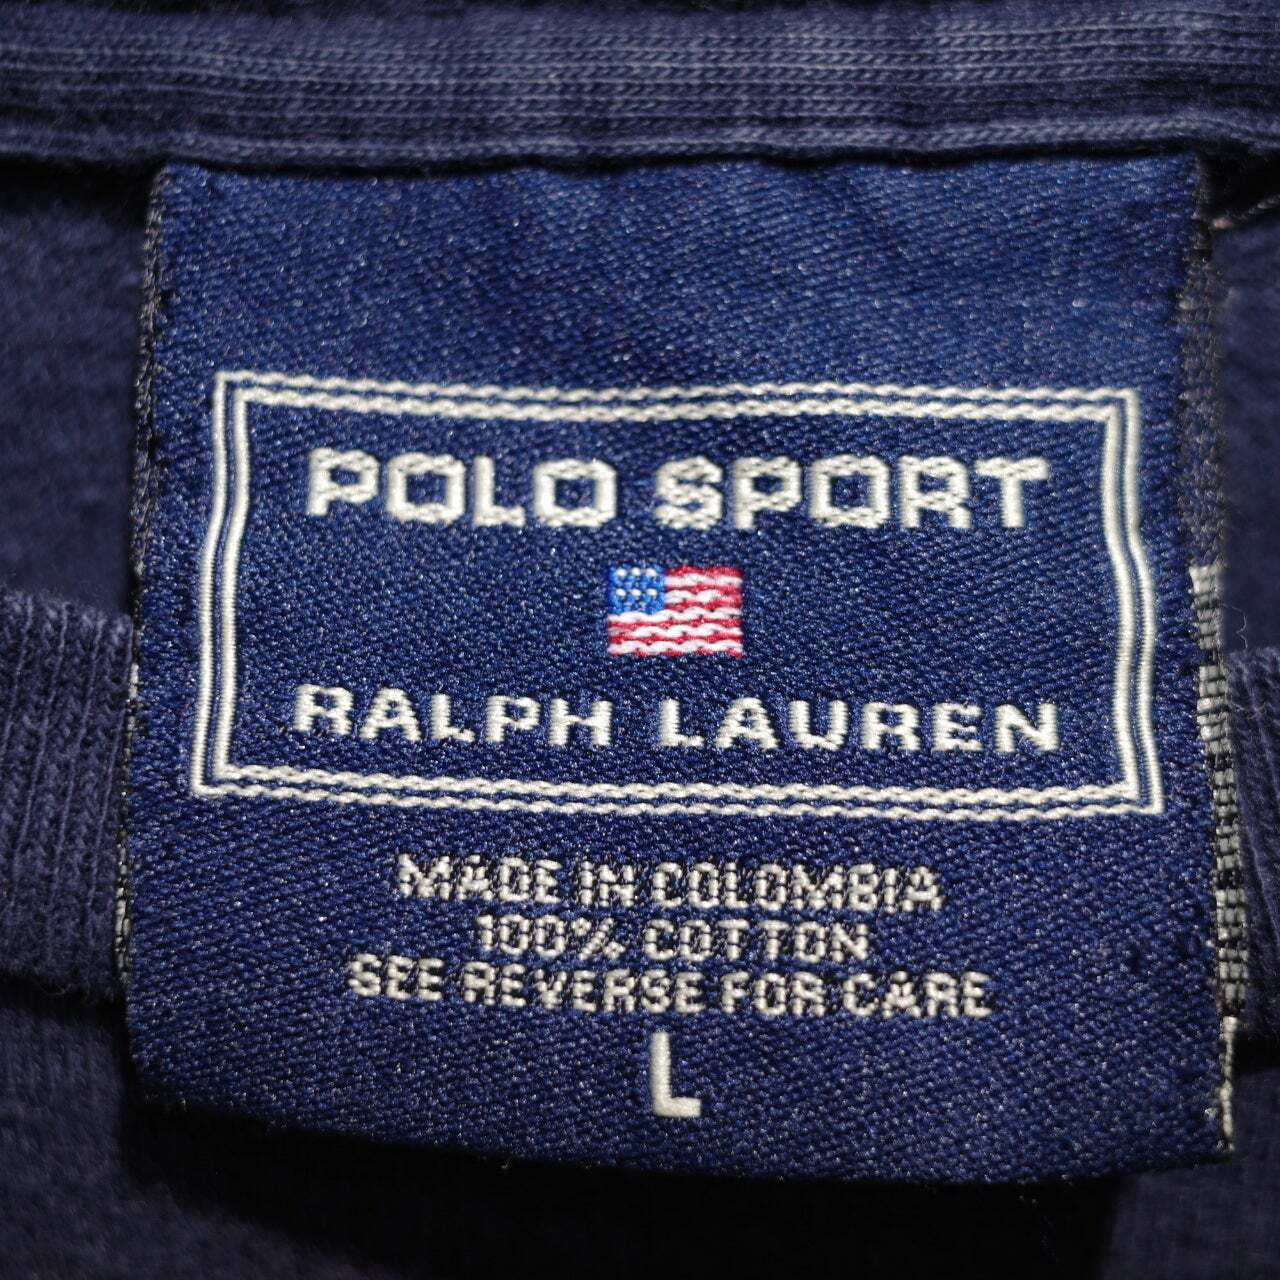 POLO SPORT
RALPH LAUREN
MADE IN COLOMBIA
100% COTTON
SEE REVERSE FOR CARE
L